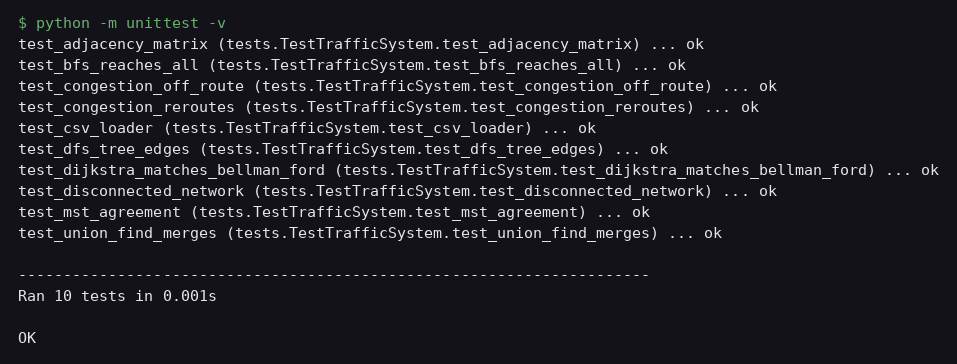 $ python -m unittest -v
test_adjacency_matrix (tests.TestTrafficSystem.test_adjacency_matrix) ... ok
test_bfs_reaches_all (tests.TestTrafficSystem.test_bfs_reaches_all) ... ok
test_congestion_off_route (tests.TestTrafficSystem.test_congestion_off_route) ... ok
test_congestion_reroutes (tests.TestTrafficSystem.test_congestion_reroutes) ... ok
test_csv_loader (tests.TestTrafficSystem.test_csv_loader) ... ok
test_dfs_tree_edges (tests.TestTrafficSystem.test_dfs_tree_edges) ... ok
test_dijkstra_matches_bellman_ford (tests.TestTrafficSystem.test_dijkstra_matches_bellman_ford) ... ok
test_disconnected_network (tests.TestTrafficSystem.test_disconnected_network) ... ok
test_mst_agreement (tests.TestTrafficSystem.test_mst_agreement) ... ok
test_union_find_merges (tests.TestTrafficSystem.test_union_find_merges) ... ok
----------------------------------------------------------------------
Ran 10 tests in 0.001s
OK